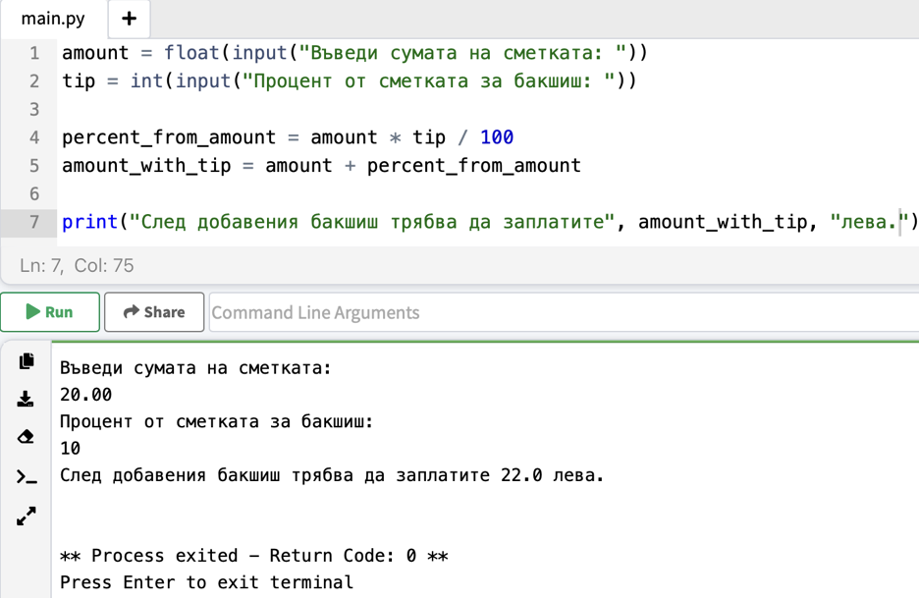 main.py +
1 amount = float(input("Въведи сумата на сметката: "))
2 tip = int(input("Процент от сметката за бакшиш: "))
3
4 percent_from_amount = amount * tip / 100
5 amount_with_tip = amount + percent_from_amount
6
7 print("След добавения бакшиш трябва да заплатите", amount_with_tip, "лева.")
Ln: 7, Col: 75
Run Share Command Line Arguments
Въведи сумата на сметката:
20.00
Процент от сметката за бакшиш:
10
След добавения бакшиш трябва да заплатите 22.0 лева.
** Process exited - Return Code: 0 **
Press Enter to exit terminal